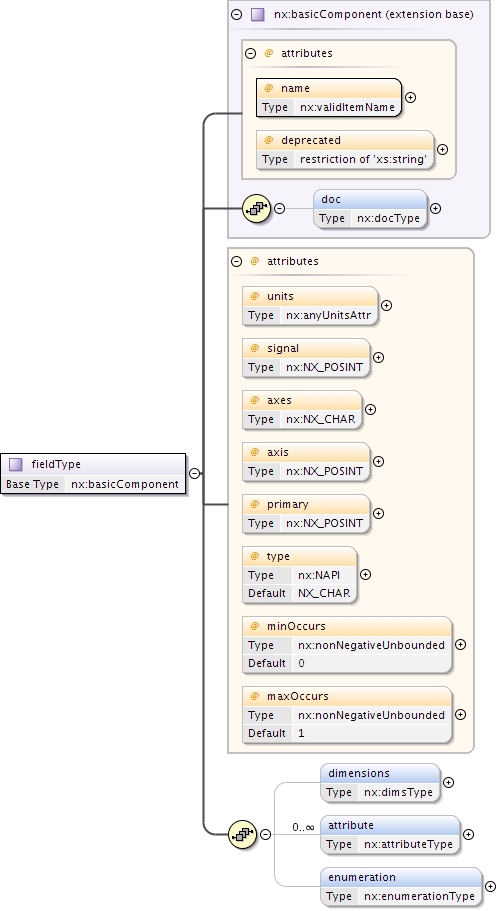 nx:basicComponent (extension base)
@ attributes
@ name
Type nx:validItemName
@ deprecated
Type restriction of 'xs:string'
doc
Type nx:docType
@ attributes
@ units
Type nx:anyUnitsAttr
@ signal
Type nx:NX_POSINT
@ axes
Type nx:NX_CHAR
@ axis
Type nx:NX_POSINT
fieldType
Base Type nx:basicComponent
@ primary
Type nx:NX_POSINT
@ type
Type nx:NAPI
Default NX_CHAR
@ minOccurs
Type nx:nonNegativeUnbounded
Default 0
@ maxOccurs
Type nx:nonNegativeUnbounded
Default 1
dimensions
Type nx:dimsType
0..∞
attribute
Type nx:attributeType
enumeration
Type nx:enumerationType